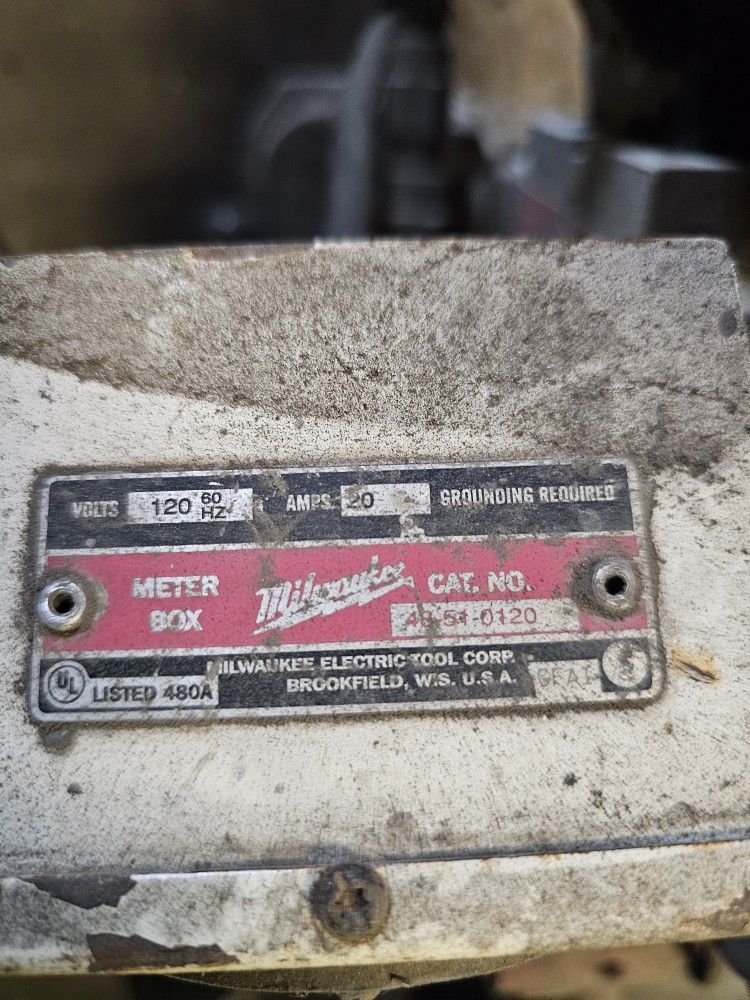 VOLTS 120 60 HZ AMPS. 20 GROUNDING REQUIRED
METER BOX Milwaukee CAT. NO.
48-51-0120
MILWAUKEE ELECTRIC TOOL CORP.
UL LISTED 480A BROOKFIELD, W.S. U.S.A.